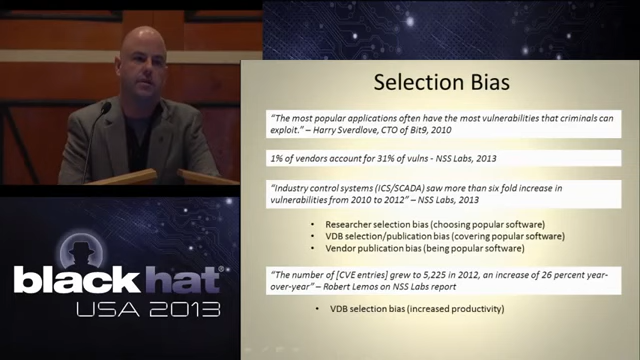 Selection Bias
"The most popular applications often have the most vulnerabilities that criminals can
exploit." – Harry Sverdlove, CTO of Bit9, 2010
1% of vendors account for 31% of vulns - NSS Labs, 2013
"Industry control systems (ICS/SCADA) saw more than six fold increase in
vulnerabilities from 2010 to 2012" – NSS Labs, 2013
• Researcher selection bias (choosing popular software)
• VDB selection/publication bias (covering popular software)
• Vendor publication bias (being popular software)
"The number of [CVE entries] grew to 5,225 in 2012, an increase of 26 percent year-
over-year" – Robert Lemos on NSS Labs report
• VDB selection bias (increased productivity)
black hat®
USA 2013